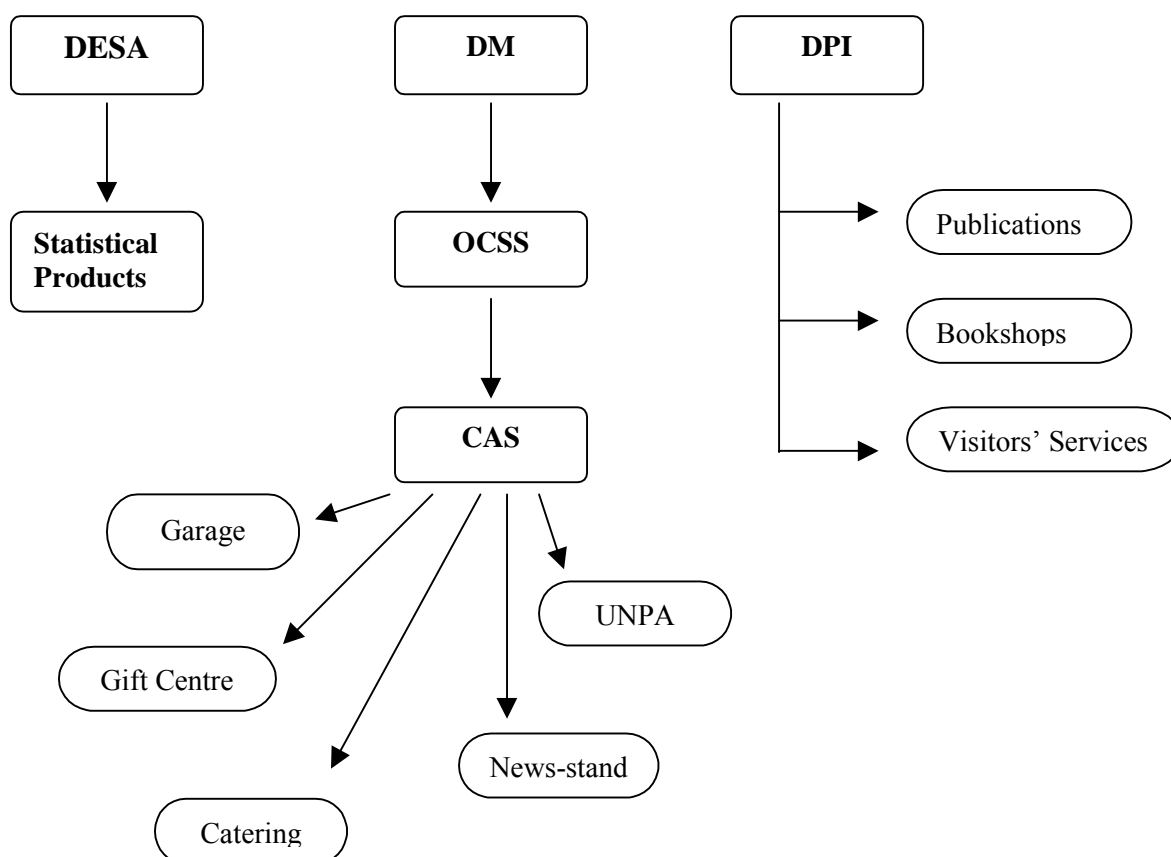 DESA
DM
DPI
Statistical
Products
OCSS
Publications
Bookshops
CAS
Visitors’ Services
Garage
UNPA
Gift Centre
News-stand
Catering